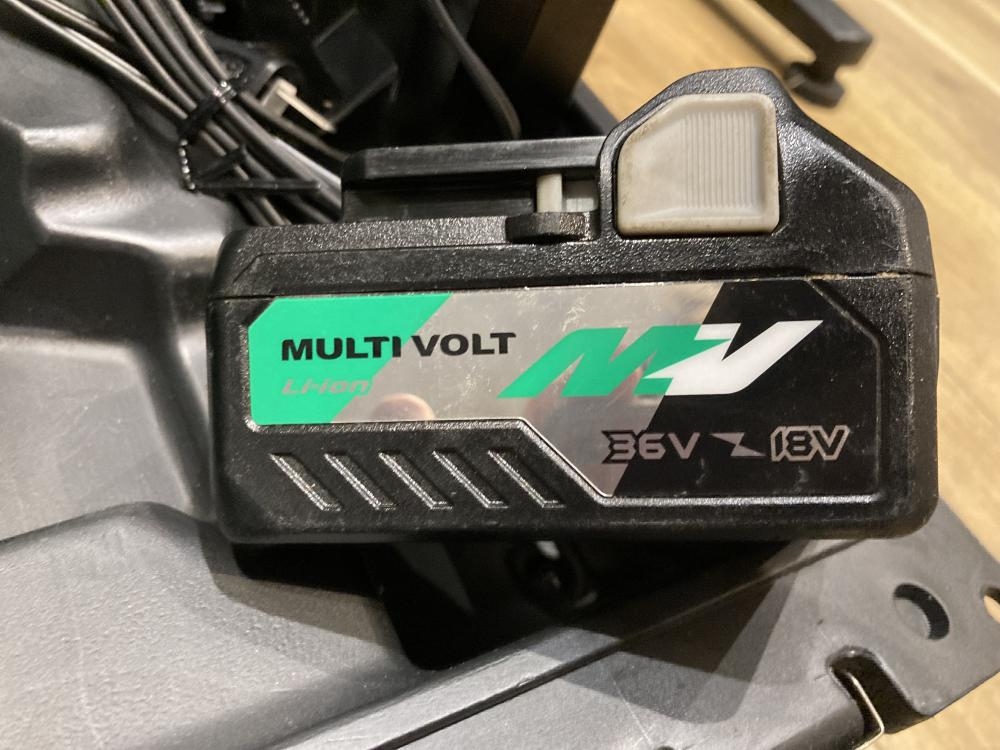 MULTI VOLT
Li-ion
MV
36V 18V